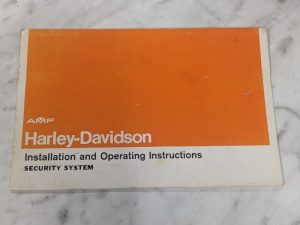 AMF
Harley-Davidson
Installation and Operating Instructions
SECURITY SYSTEM